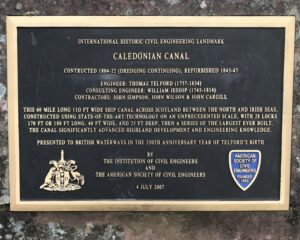 INTERNATIONAL HISTORIC CIVIL ENGINEERING LANDMARK
CALEDONIAN CANAL
CONTRUCTED 1804-22 (DREDGING CONTINUING), REFURBISHED 1843-47
ENGINEER: THOMAS TELFORD (1757-1834)
CONSULTING ENGINEER: WILLIAM JESSOP (1745-1814)
CONTRACTORS: JOHN SIMPSON, JOHN WILSON & JOHN CARGILL
THIS 60 MILE LONG 110 FT WIDE SHIP CANAL ACROSS SCOTLAND BETWEEN THE NORTH AND IRISH SEAS,
CONSTRUCTED USING STATE-OF-THE-ART-TECHNOLOGY ON AN UNPRECEDENTED SCALE, WITH 28 LOCKS
170 FT OR 180 FT LONG, 40 FT WIDE, AND 25 FT DEEP, THEN A SERIES OF THE LARGEST EVER BUILT.
THE CANAL SIGNIFICANTLY ADVANCED HIGHLAND DEVELOPMENT AND ENGINEERING KNOWLEDGE.
PRESENTED TO BRITISH WATERWAYS IN THE 250TH ANNIVERSARY YEAR OF TELFORD'S BIRTH
BY
THE INSTITUTION OF CIVIL ENGINEERS
AND
THE AMERICAN SOCIETY OF CIVIL ENGINEERS
4 JULY 2007
AMERICAN
SOCIETY OF
CIVIL
ENGINEERS
FOUNDED
1852